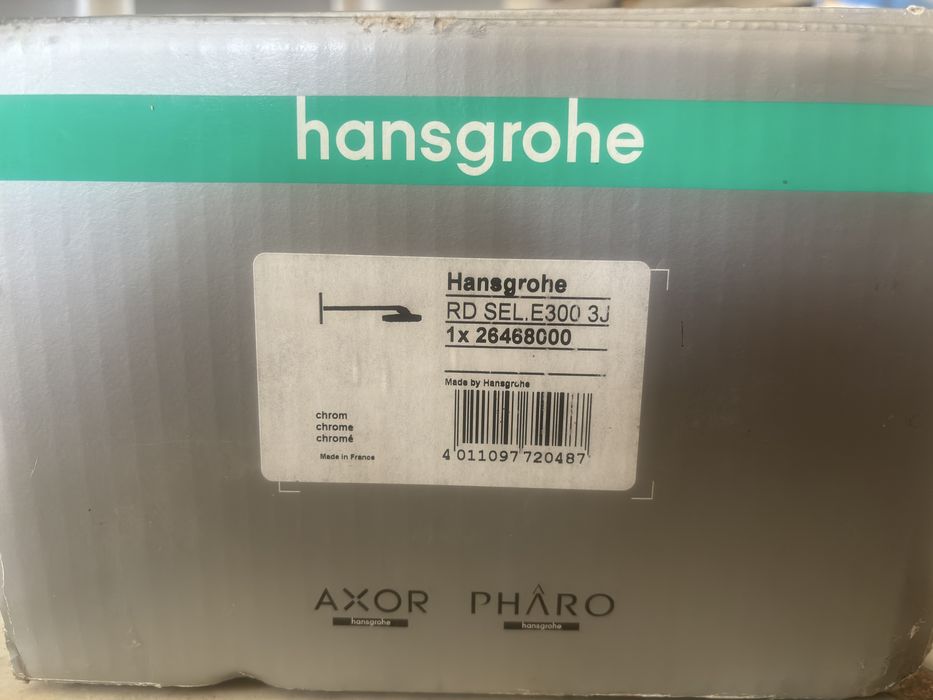 hansgrohe
Hansgrohe
RD SEL.E300 3J
1x 26468000
Made by Hansgrohe
chrom
chrome
chromé
Made in France
4 011097 720487
AXOR
hansgrohe
PHÂRO
hansgrohe